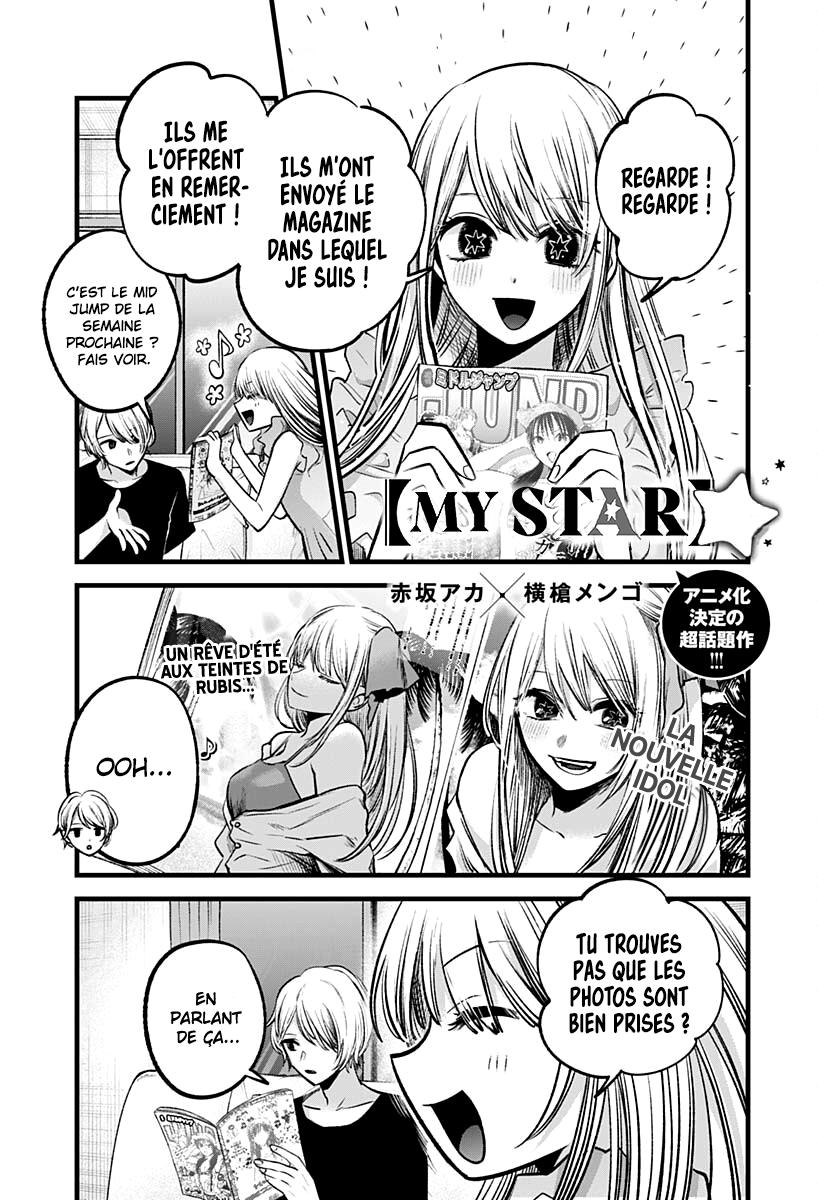 REGARDE !
REGARDE !
ILS M'ONT
ENVOYÉ LE
MAGAZINE
DANS LEQUEL
JE SUIS !
ILS ME
L'OFFRENT
EN REMER-
CIEMENT !
C'EST LE MID
JUMP DE LA
SEMAINE
PROCHAINE ?
FAIS VOIR.
ミドルジャンプ
JUMP
【MY STAR】
赤坂アカ × 横槍メンゴ
アニメ化
決定の
超話題作
!!!
UN RÊVE D'ÉTÉ
AUX TEINTES DE
RUBIS...
LA
NOUVELLE
IDOL
OOH...
TU TROUVES
PAS QUE LES
PHOTOS SONT
BIEN PRISES ?
EN
PARLANT
DE ÇA...